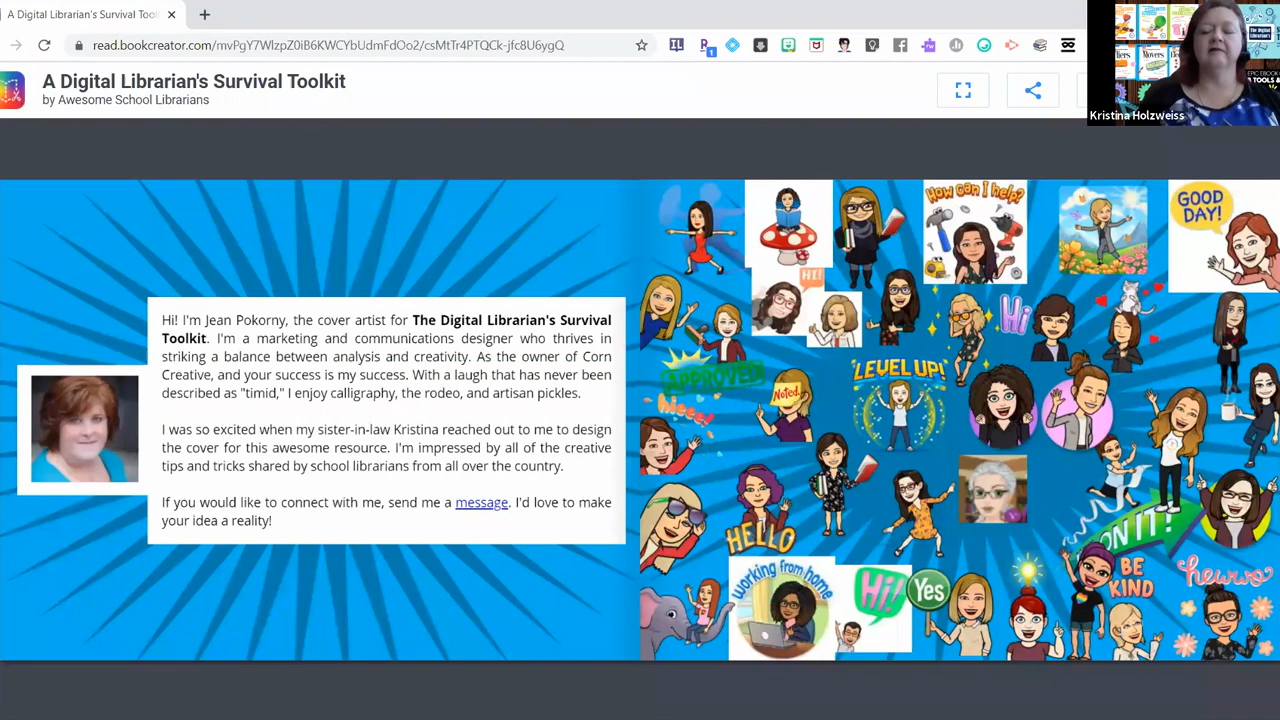 A Digital Librarian's Survival Tool
read.bookcreator.com/
A Digital Librarian's Survival Toolkit
by Awesome School Librarians
Kristina Holzweiss
Hi! I'm Jean Pokorny, the cover artist for The Digital Librarian's Survival
Toolkit. I'm a marketing and communications designer who thrives in
striking a balance between analysis and creativity. As the owner of Corn
Creative, and your success is my success. With a laugh that has never been
described as "timid," I enjoy calligraphy, the rodeo, and artisan pickles.
I was so excited when my sister-in-law Kristina reached out to me to design
the cover for this awesome resource. I'm impressed by all of the creative
tips and tricks shared by school librarians from all over the country.
If you would like to connect with me, send me a message. I'd love to make
your idea a reality!
How can I help?
GOOD
DAY!
HI!
Hi
APPROVED!
LEVEL UP!
Noted.
hieee!
HELLO
ON IT!
working from home
Hi!
Yes
BE
KIND
hewwo